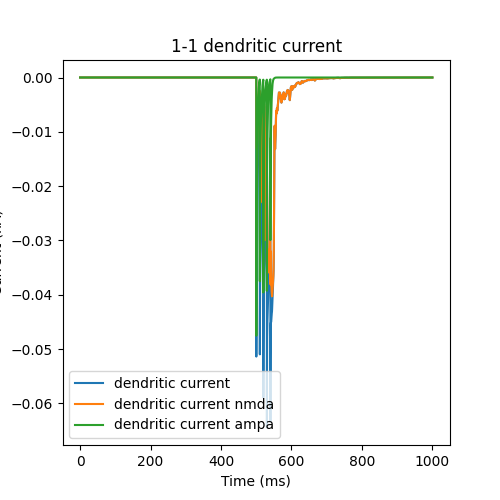 1-1 dendritic current
0.00
−0.01
−0.02
−0.03
−0.04
−0.05
−0.06
dendritic current
dendritic current nmda
dendritic current ampa
0
200
400
600
800
1000
Time (ms)